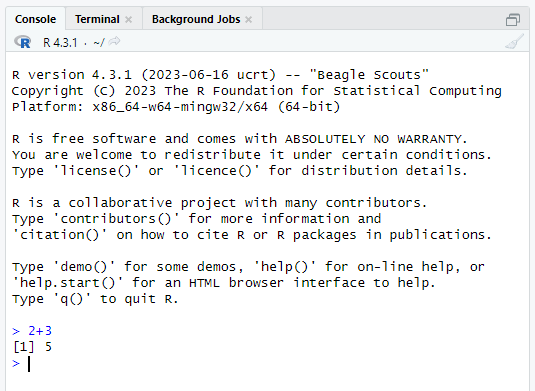 Console Terminal × Background Jobs ×
R R 4.3.1 · ~/
R version 4.3.1 (2023-06-16 ucrt) -- "Beagle Scouts"
Copyright (C) 2023 The R Foundation for Statistical Computing
Platform: x86_64-w64-mingw32/x64 (64-bit)
R is free software and comes with ABSOLUTELY NO WARRANTY.
You are welcome to redistribute it under certain conditions.
Type 'license()' or 'licence()' for distribution details.
R is a collaborative project with many contributors.
Type 'contributors()' for more information and
'citation()' on how to cite R or R packages in publications.
Type 'demo()' for some demos, 'help()' for on-line help, or
'help.start()' for an HTML browser interface to help.
Type 'q()' to quit R.
> 2+3
[1] 5
>